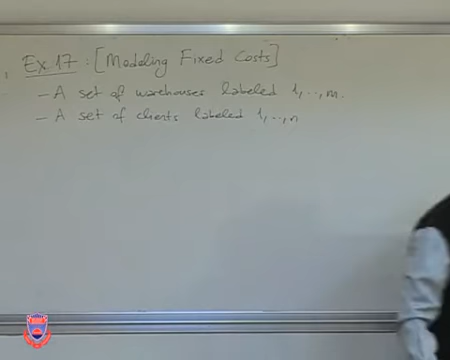 Ex. 17: [Modeling Fixed Costs]
- A set of warehouses labeled 1, .., m.
- A set of clients labeled 1, .., n